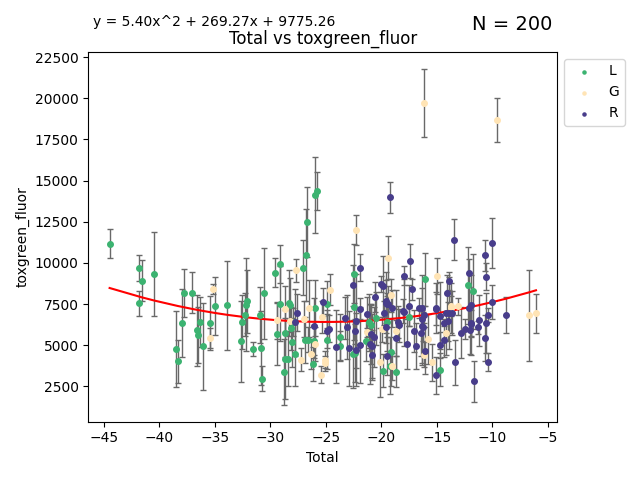 y = 5.40x^2 + 269.27x + 9775.26
N = 200
Total vs toxgreen_fluor
22500
20000
17500
15000
12500
10000
7500
5000
2500
toxgreen_fluor
−45
−40
−35
−30
−25
−20
−15
−10
−5
Total
L
G
R